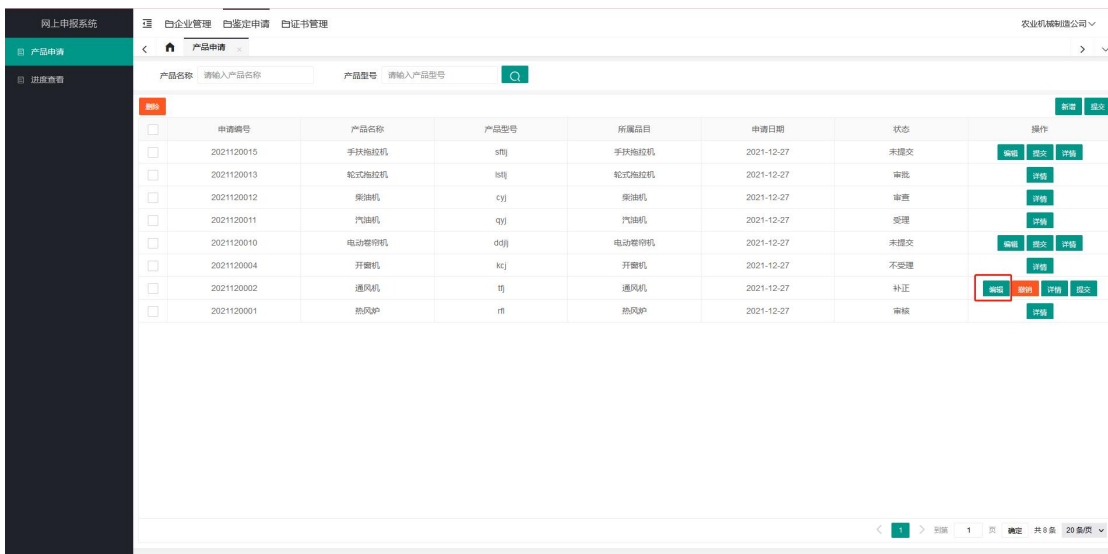 网上申报系统 企业管理 鉴定申请 证书管理 农业机械制造公司
产品申请 产品申请
进度查看 产品名称 请输入产品名称 产品型号 请输入产品型号
删除 新增 提交
申请编号 产品名称 产品型号 所属品目 申请日期 状态 操作
2021120015 手扶拖拉机 sftlj 手扶拖拉机 2021-12-27 未提交 编辑 提交 详情
2021120013 轮式拖拉机 lstlj 轮式拖拉机 2021-12-27 审批 详情
2021120012 柴油机 cyj 柴油机 2021-12-27 审查 详情
2021120011 汽油机 qyj 汽油机 2021-12-27 受理 详情
2021120010 电动卷帘机 ddjlj 电动卷帘机 2021-12-27 未提交 编辑 提交 详情
2021120004 开窗机 kcj 开窗机 2021-12-27 不受理 详情
2021120002 通风机 tfj 通风机 2021-12-27 补正 编辑 撤销 详情 提交
2021120001 热风炉 rfl 热风炉 2021-12-27 审核 详情
1 到第 1 页 确定 共8条 20条/页